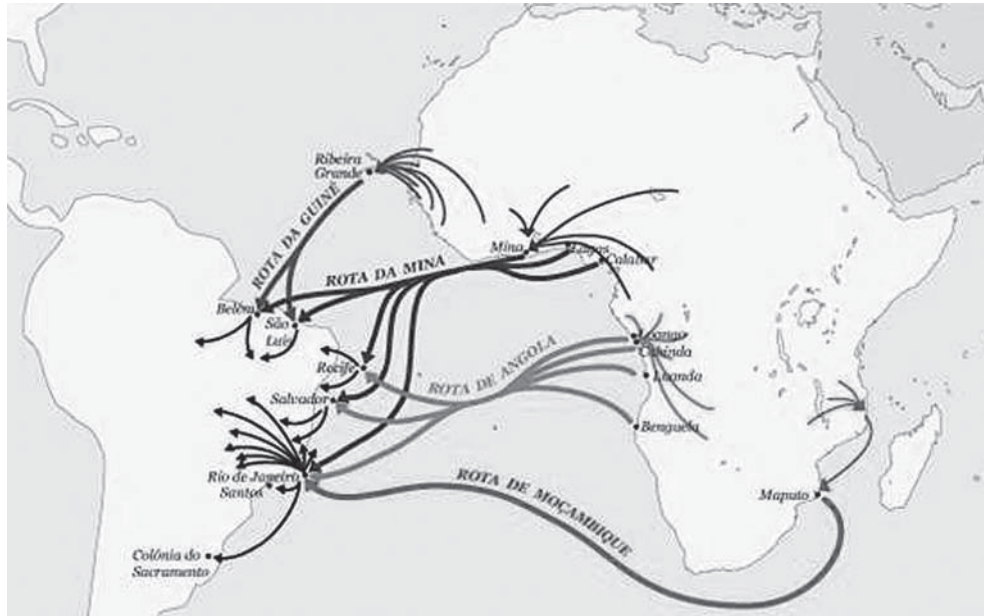 Ribeira
Grande
ROTA DA GUINÉ
Mina
Lagos
Calabar
ROTA DA MINA
Belém
São
Luís
Loango
Cabinda
ROTA DE ANGOLA
Recife
Luanda
Salvador
Benguela
Rio de Janeiro
Santos
ROTA DE MOÇAMBIQUE
Maputo
Colônia do
Sacramento